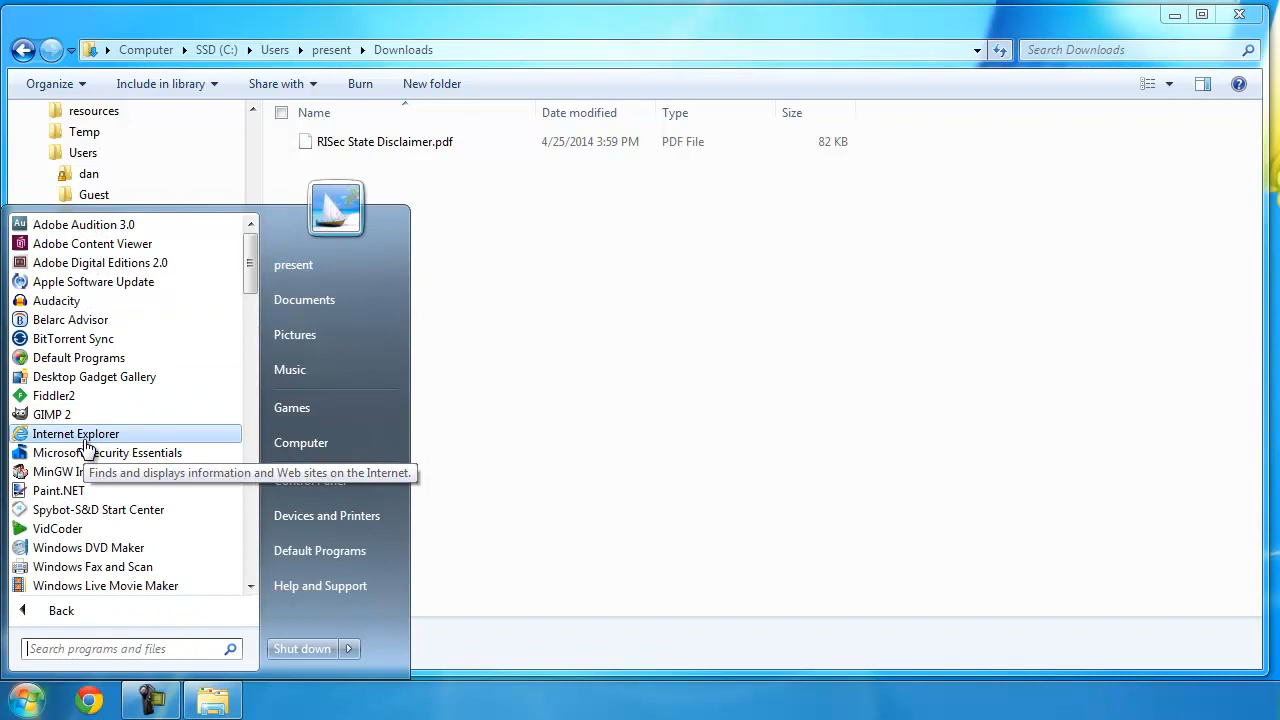 Computer SSD (C:) Users present Downloads
Search Downloads
Organize Include in library Share with Burn New folder
resources
Temp
Users
dan
Guest
Name Date modified Type Size
RISec State Disclaimer.pdf 4/25/2014 3:59 PM PDF File 82 KB
Adobe Audition 3.0
Adobe Content Viewer
Adobe Digital Editions 2.0
Apple Software Update
Audacity
Belarc Advisor
BitTorrent Sync
Default Programs
Desktop Gadget Gallery
Fiddler2
GIMP 2
Internet Explorer
Microsoft Security Essentials
MinGW
Finds and displays information and Web sites on the Internet.
Paint.NET
Spybot-S&D Start Center
VidCoder
Windows DVD Maker
Windows Fax and Scan
Windows Live Movie Maker
Back
Search programs and files
present
Documents
Pictures
Music
Games
Computer
Devices and Printers
Default Programs
Help and Support
Shut down